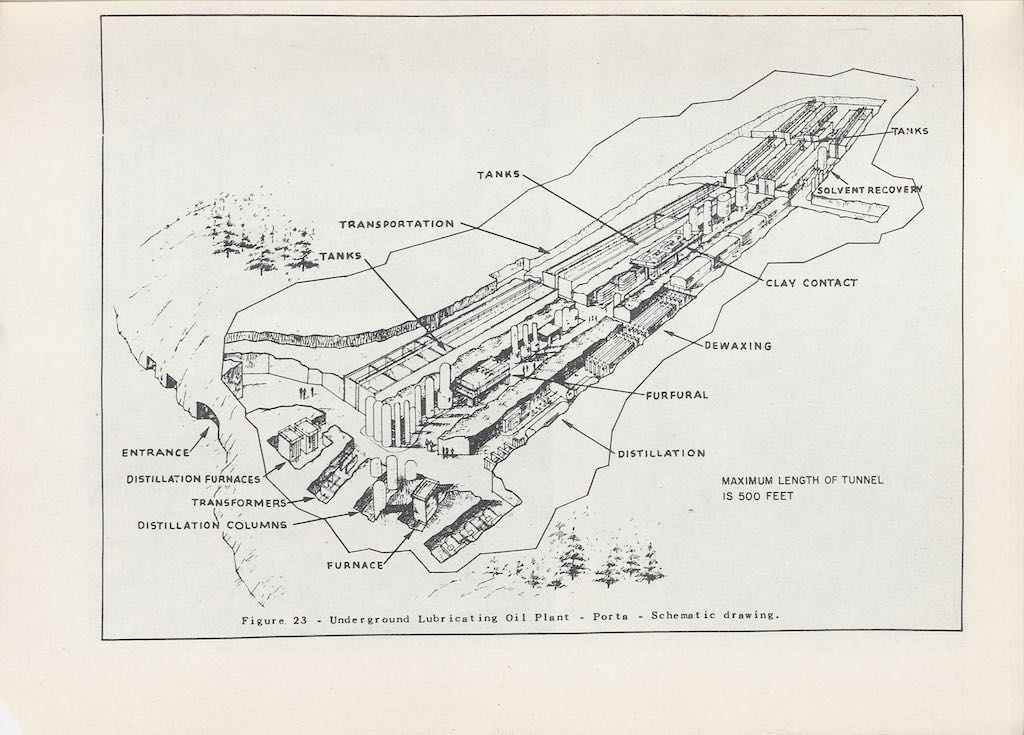 TANKS
TANKS
SOLVENT RECOVERY
TRANSPORTATION
TANKS
CLAY CONTACT
DEWAXING
FURFURAL
ENTRANCE
DISTILLATION
DISTILLATION FURNACES
MAXIMUM LENGTH OF TUNNEL
IS 500 FEET
TRANSFORMERS
DISTILLATION COLUMNS
FURNACE
Figure 23 - Underground Lubricating Oil Plant - Porta - Schematic drawing.